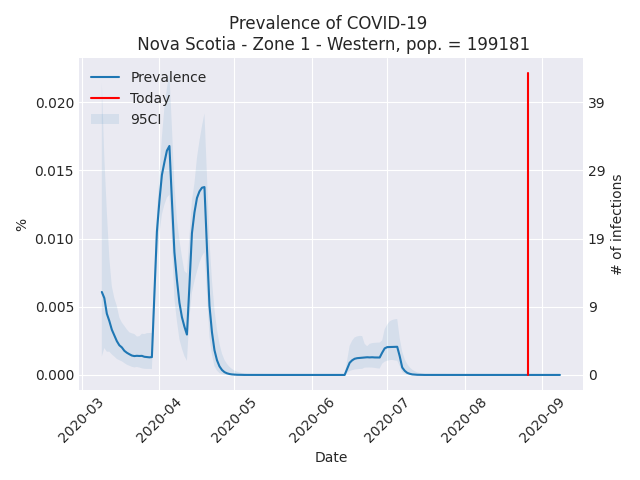 Prevalence of COVID-19
Nova Scotia - Zone 1 - Western, pop. = 199181
Prevalence
Today
95CI
0.020
0.015
0.010
0.005
0.000
%
39
29
19
9
0
# of infections
2020-03
2020-04
2020-05
2020-06
2020-07
2020-08
2020-09
Date